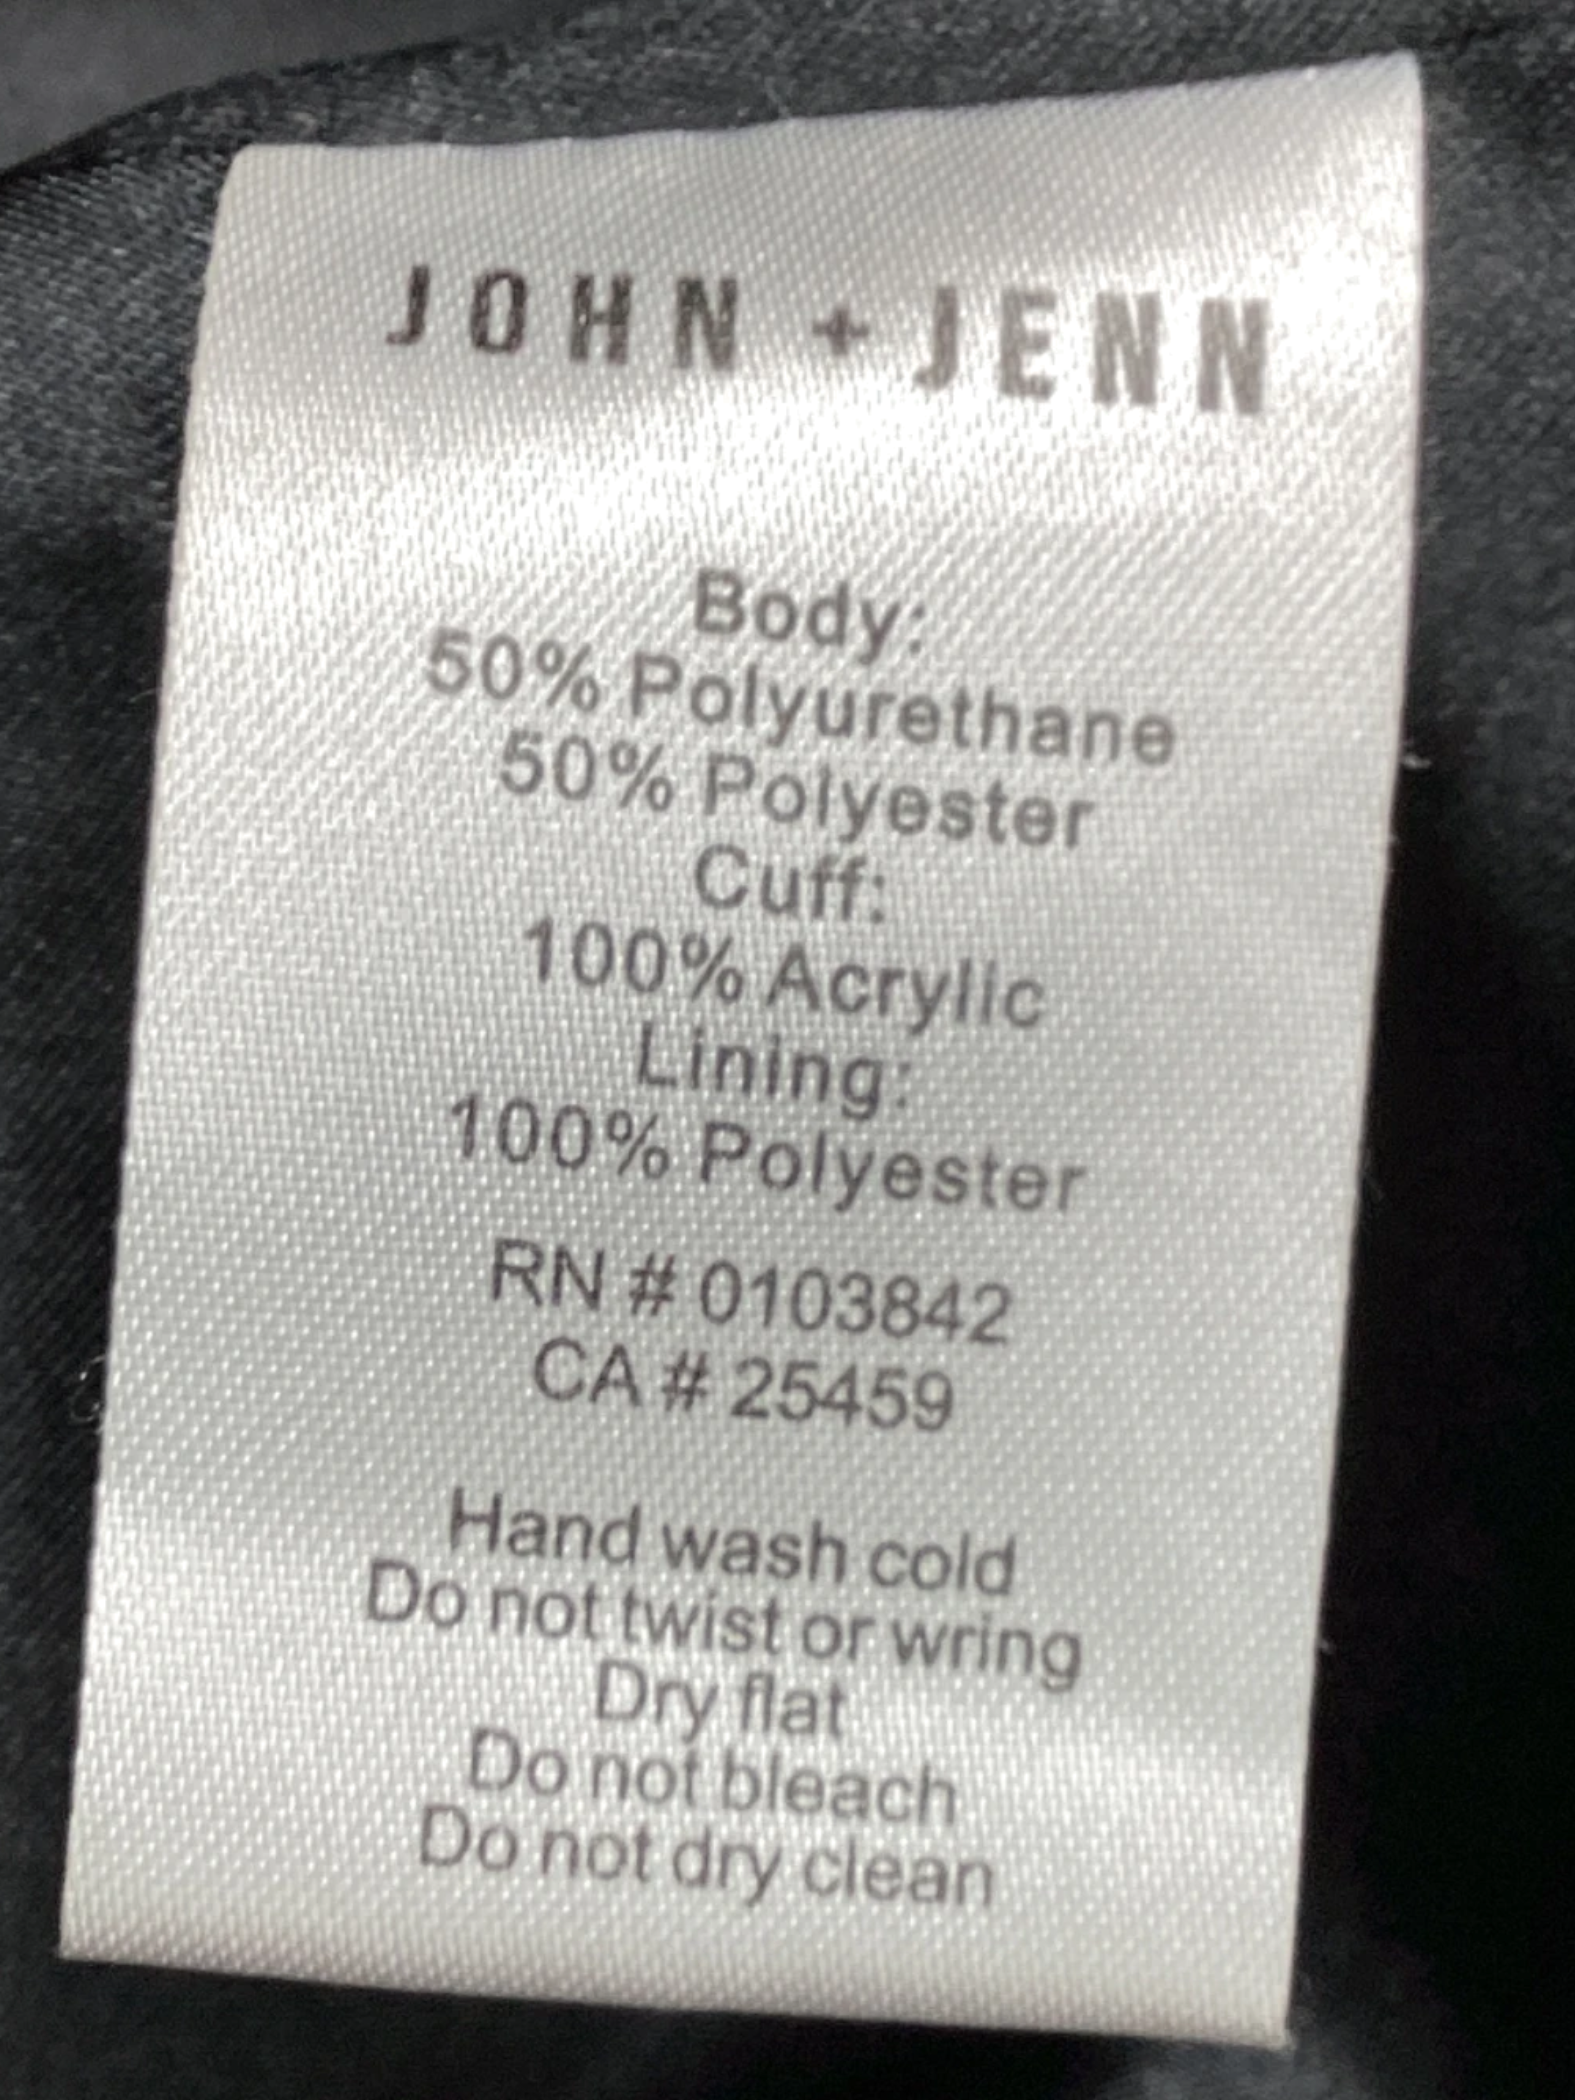 JOHN + JENN
Body:
50% Polyurethane
50% Polyester
Cuff:
100% Acrylic
Lining:
100% Polyester
RN # 0103842
CA # 25459
Hand wash cold
Do not twist or wring
Dry flat
Do not bleach
Do not dry clean